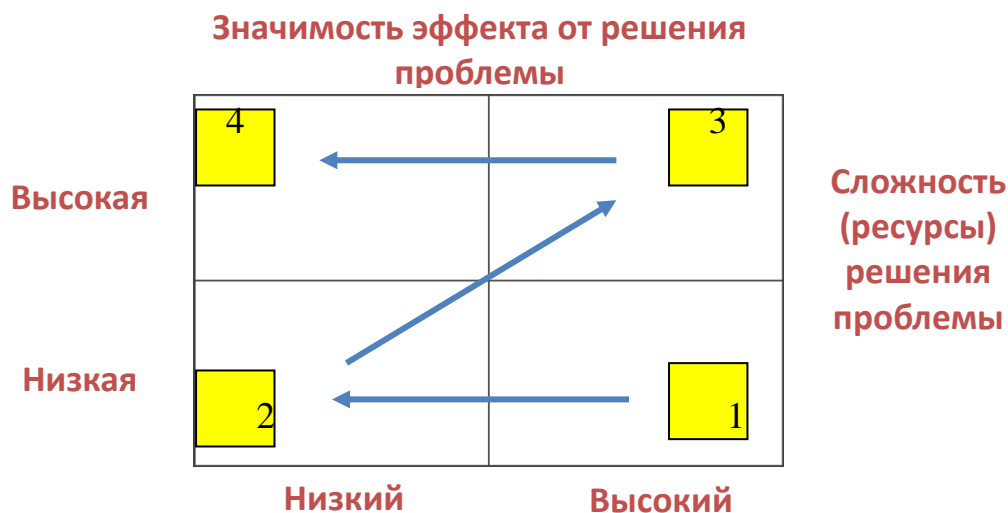 Значимость эффекта от решения
проблемы
4
3
Высокая
Сложность
(ресурсы)
решения
проблемы
Низкая
2
1
Низкий
Высокий